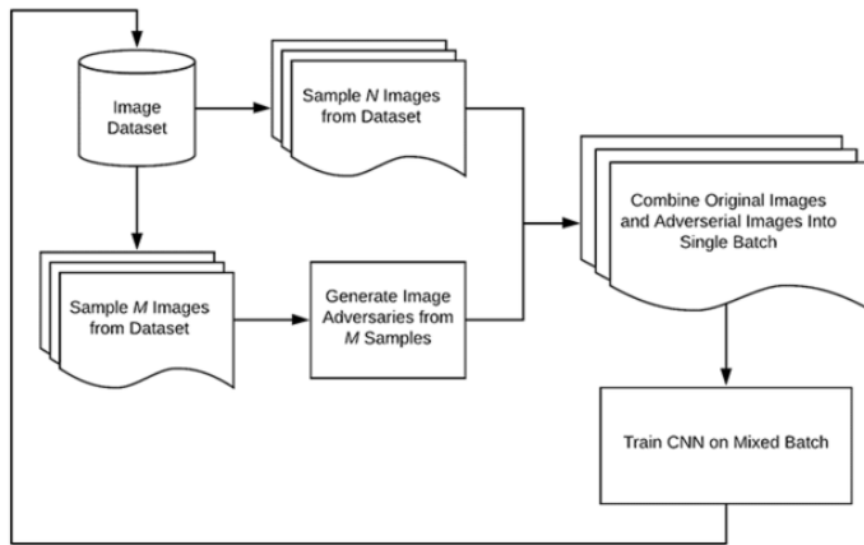 Image
Dataset
Sample N Images
from Dataset
Sample M Images
from Dataset
Generate Image
Adversaries from
M Samples
Combine Original Images
and Adverserial Images Into
Single Batch
Train CNN on Mixed Batch